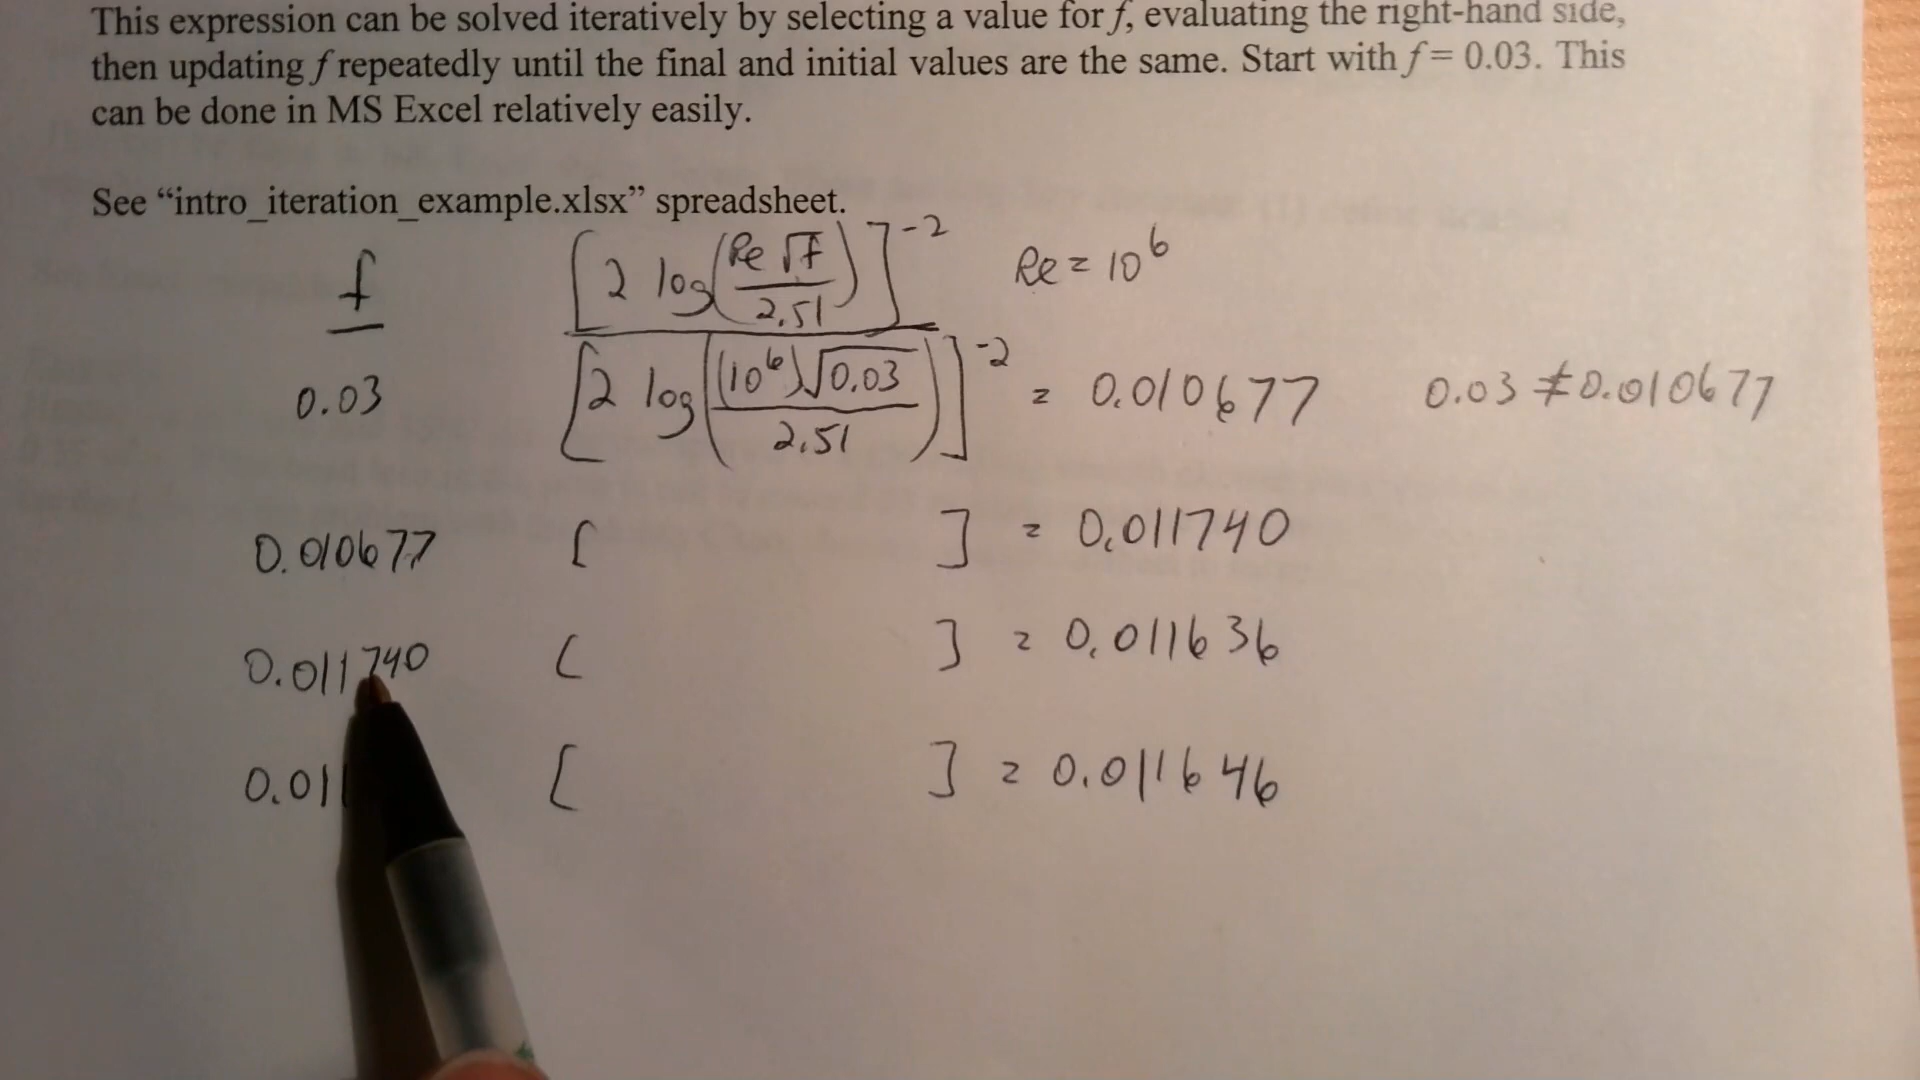 This expression can be solved iteratively by selecting a value for f, evaluating the right-hand side,
then updating f repeatedly until the final and initial values are the same. Start with f = 0.03. This
can be done in MS Excel relatively easily.
See “intro_iteration_example.xlsx” spreadsheet.
f [2 log(Re √f / 2.51)]^-2 Re = 10^6
0.03 [2 log((10^6)√0.03 / 2.51)]^-2 = 0.010677 0.03 ≠ 0.010677
0.010677 [ ] = 0.011740
0.011740 [ ] = 0.011636
0.011 [ ] = 0.011646